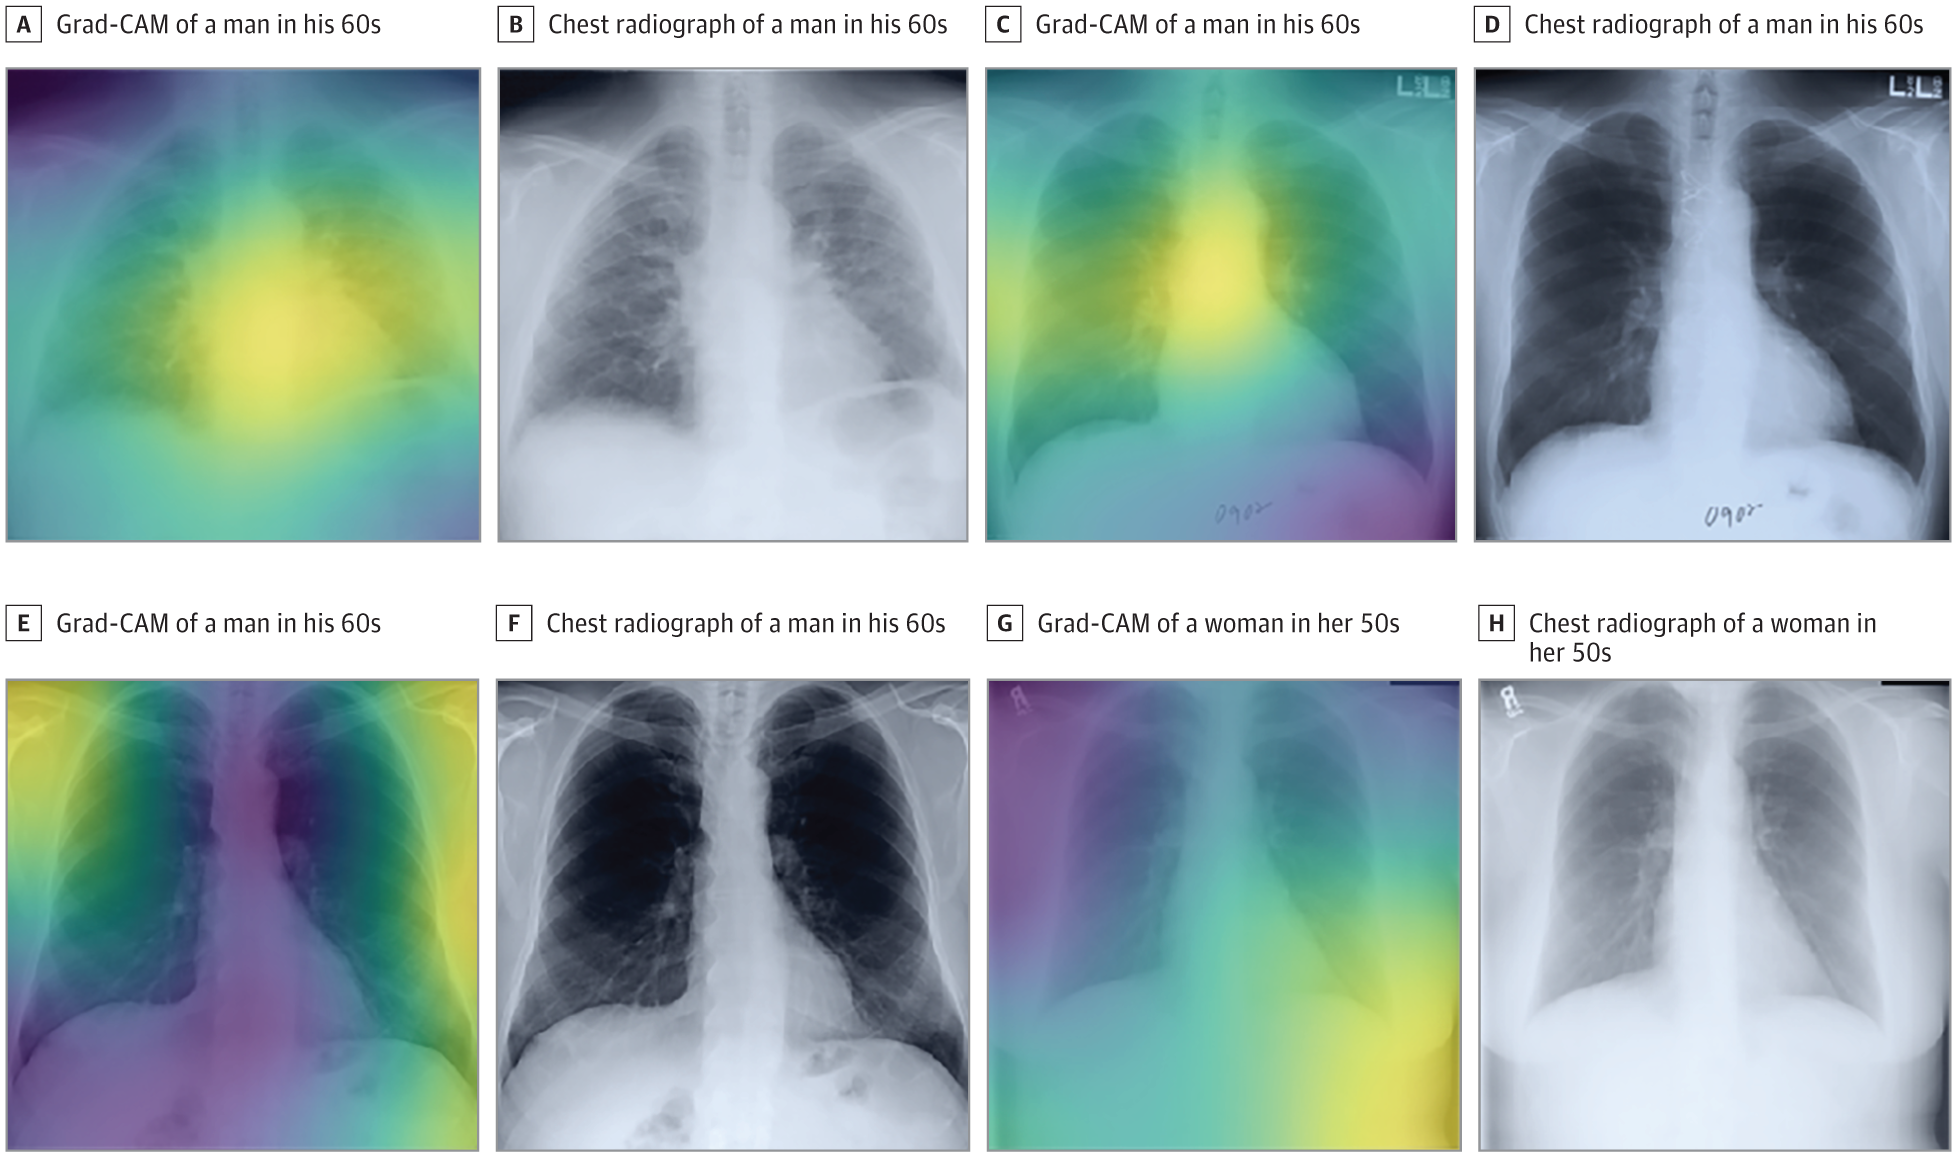 A Grad-CAM of a man in his 60s
B Chest radiograph of a man in his 60s
C Grad-CAM of a man in his 60s
D Chest radiograph of a man in his 60s
L
L
0902
0902
E Grad-CAM of a man in his 60s
F Chest radiograph of a man in his 60s
G Grad-CAM of a woman in her 50s
H Chest radiograph of a woman in
her 50s
R
R